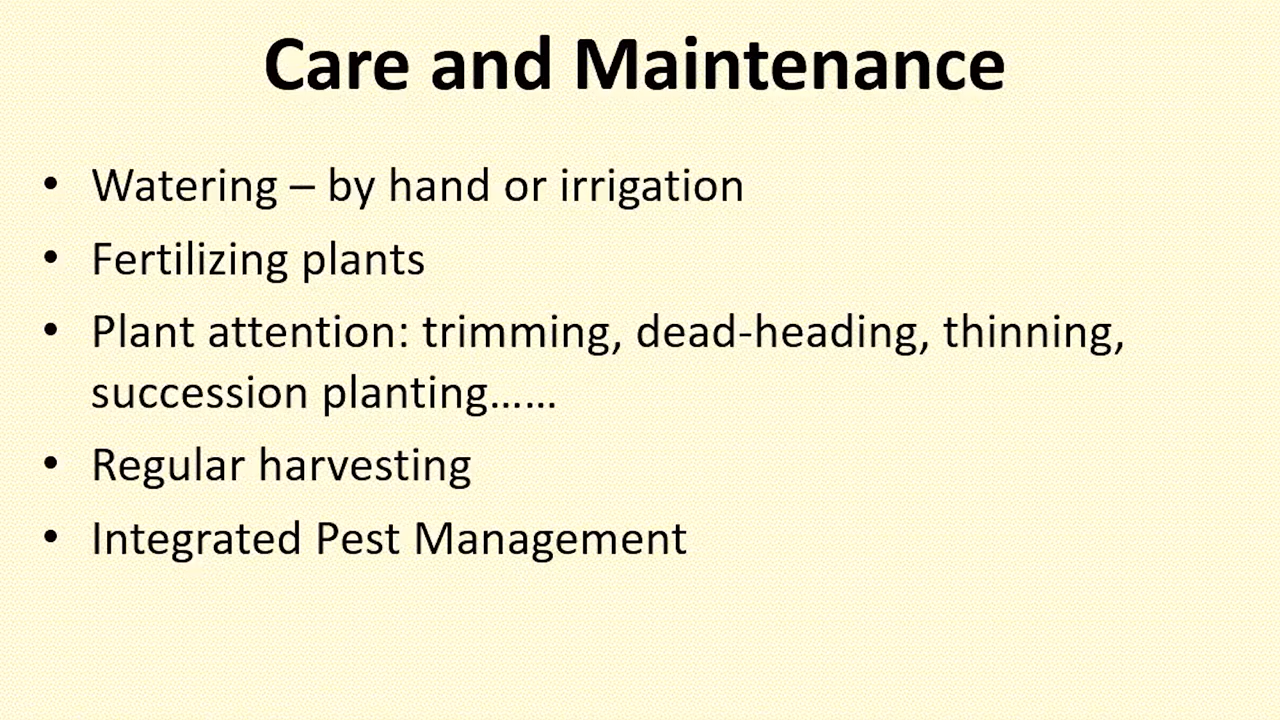 Care and Maintenance
• Watering – by hand or irrigation
• Fertilizing plants
• Plant attention: trimming, dead-heading, thinning,
succession planting……
• Regular harvesting
• Integrated Pest Management